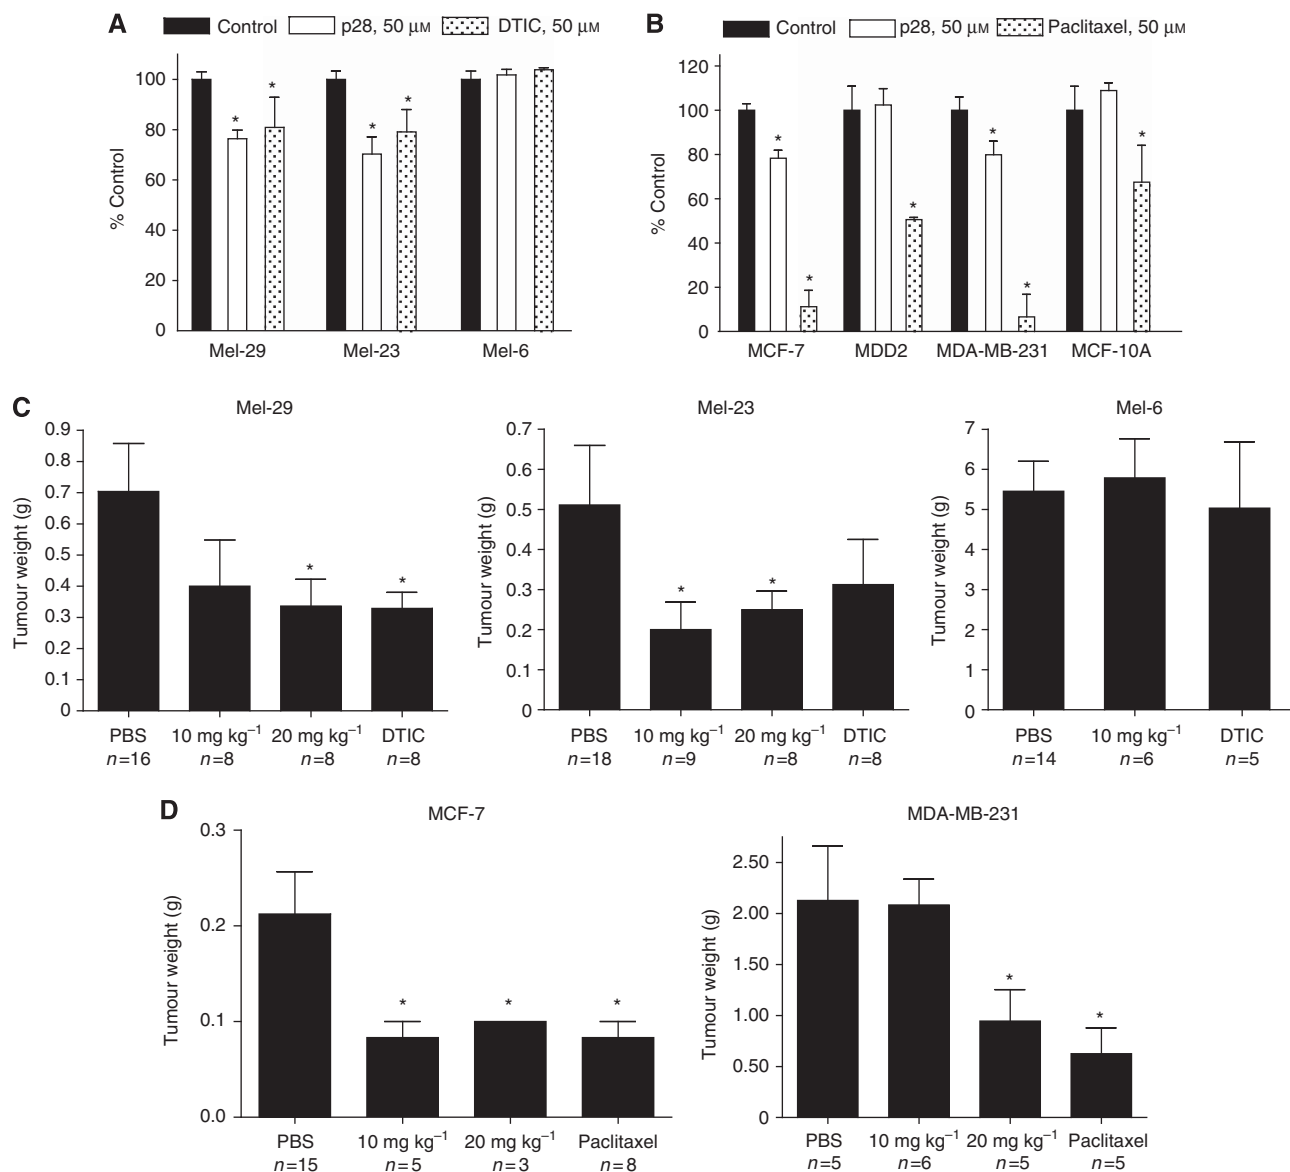 A Control p28, 50 μM DTIC, 50 μM
% Control
100
80
60
40
20
0
Mel-29 Mel-23 Mel-6
B Control p28, 50 μM Paclitaxel, 50 μM
% Control
120
100
80
60
40
20
0
MCF-7 MDD2 MDA-MB-231 MCF-10A
* * * *
* * * * * *
C
Mel-29
Tumour weight (g)
0.9
0.8
0.7
0.6
0.5
0.4
0.3
0.2
0.1
0
* *
PBS 10 mg kg⁻¹ 20 mg kg⁻¹ DTIC
n=16 n=8 n=8 n=8
Mel-23
Tumour weight (g)
0.7
0.6
0.5
0.4
0.3
0.2
0.1
0
* *
PBS 10 mg kg⁻¹ 20 mg kg⁻¹ DTIC
n=18 n=9 n=8 n=8
Mel-6
Tumour weight (g)
7
6
5
4
3
2
1
0
PBS 10 mg kg⁻¹ DTIC
n=14 n=6 n=5
D
MCF-7
Tumour weight (g)
0.3
0.2
0.1
0.0
* * *
PBS 10 mg kg⁻¹ 20 mg kg⁻¹ Paclitaxel
n=15 n=5 n=3 n=8
MDA-MB-231
Tumour weight (g)
2.50
2.00
1.50
1.00
0.50
0
* *
PBS 10 mg kg⁻¹ 20 mg kg⁻¹ Paclitaxel
n=5 n=6 n=5 n=5